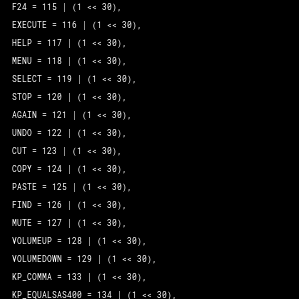 F24 = 115 | (1 << 30),
EXECUTE = 116 | (1 << 30),
HELP = 117 | (1 << 30),
MENU = 118 | (1 << 30),
SELECT = 119 | (1 << 30),
STOP = 120 | (1 << 30),
AGAIN = 121 | (1 << 30),
UNDO = 122 | (1 << 30),
CUT = 123 | (1 << 30),
COPY = 124 | (1 << 30),
PASTE = 125 | (1 << 30),
FIND = 126 | (1 << 30),
MUTE = 127 | (1 << 30),
VOLUMEUP = 128 | (1 << 30),
VOLUMEDOWN = 129 | (1 << 30),
KP_COMMA = 133 | (1 << 30),
KP_EQUALSAS400 = 134 | (1 << 30),